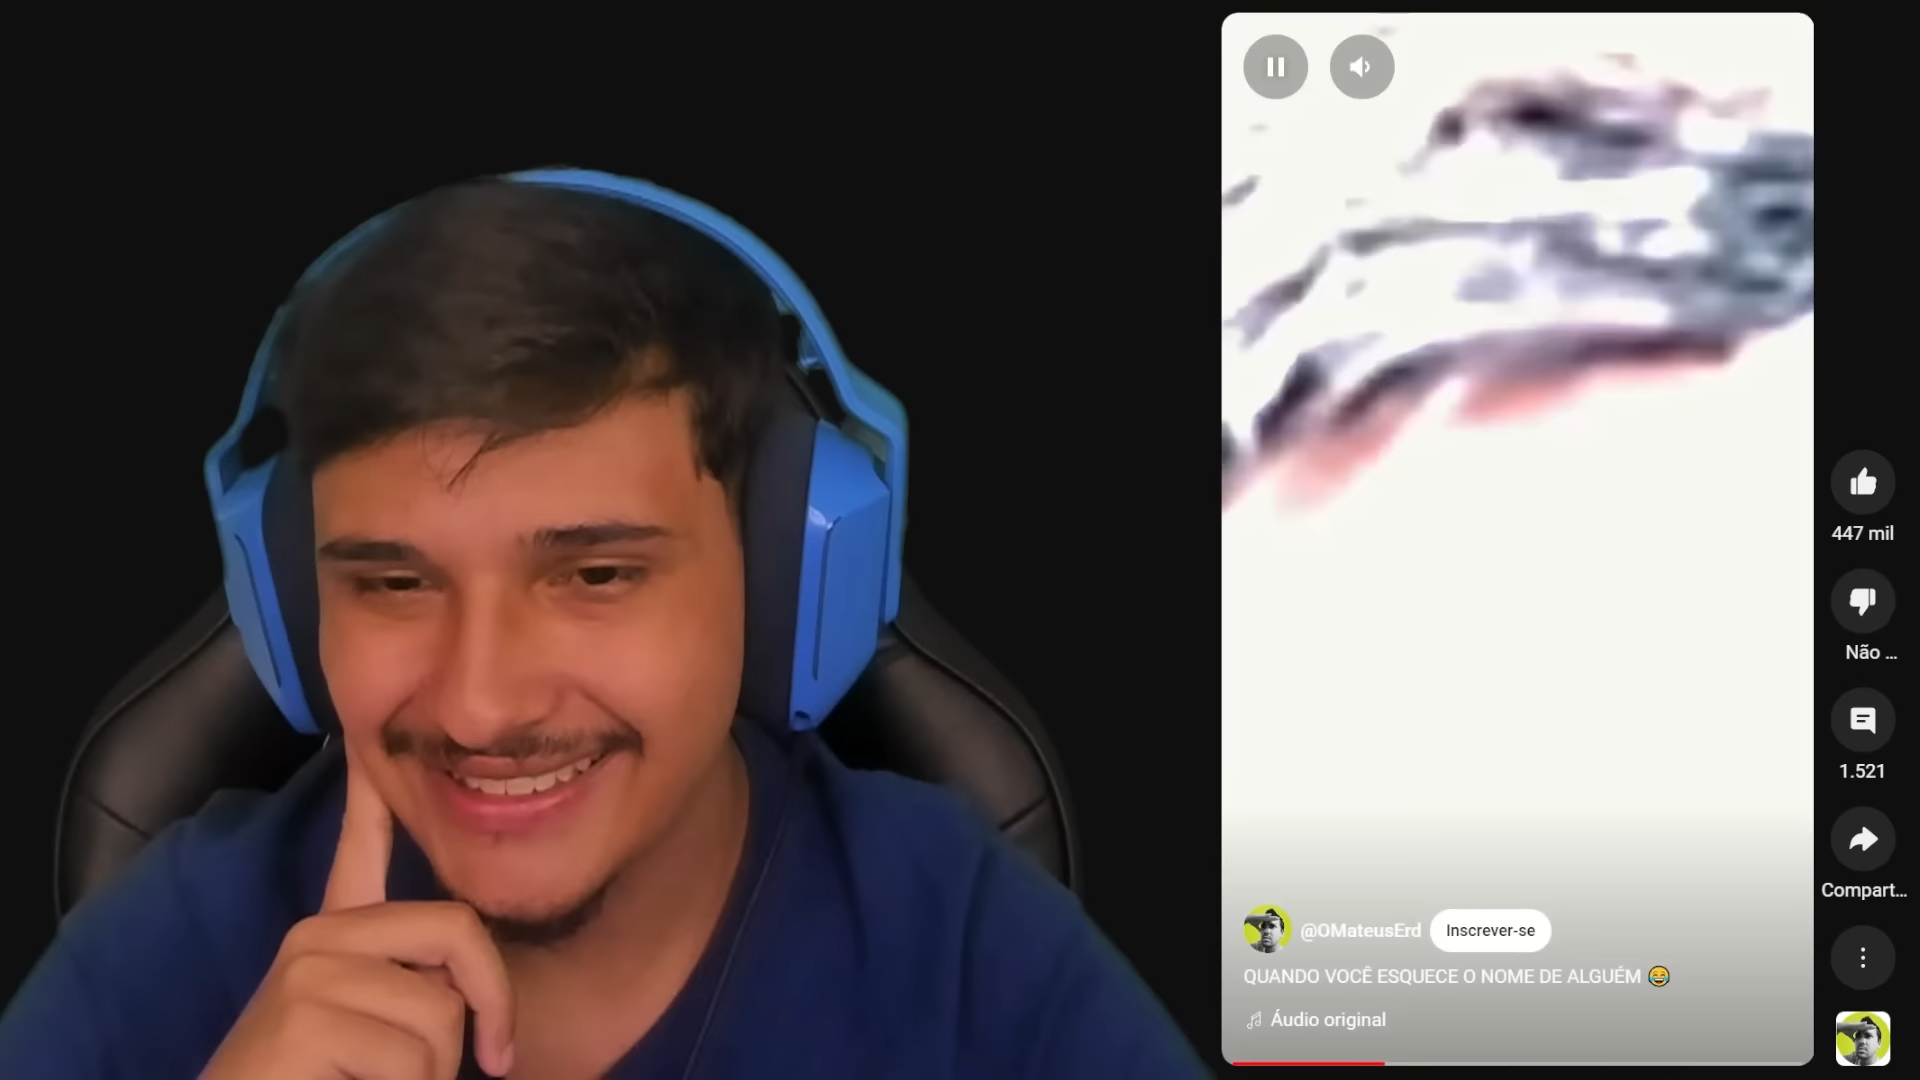 447 mil
Não ...
1.521
Compart...
@OMateusErd Inscrever-se
QUANDO VOCÊ ESQUECE O NOME DE ALGUÉM 😂
Áudio original